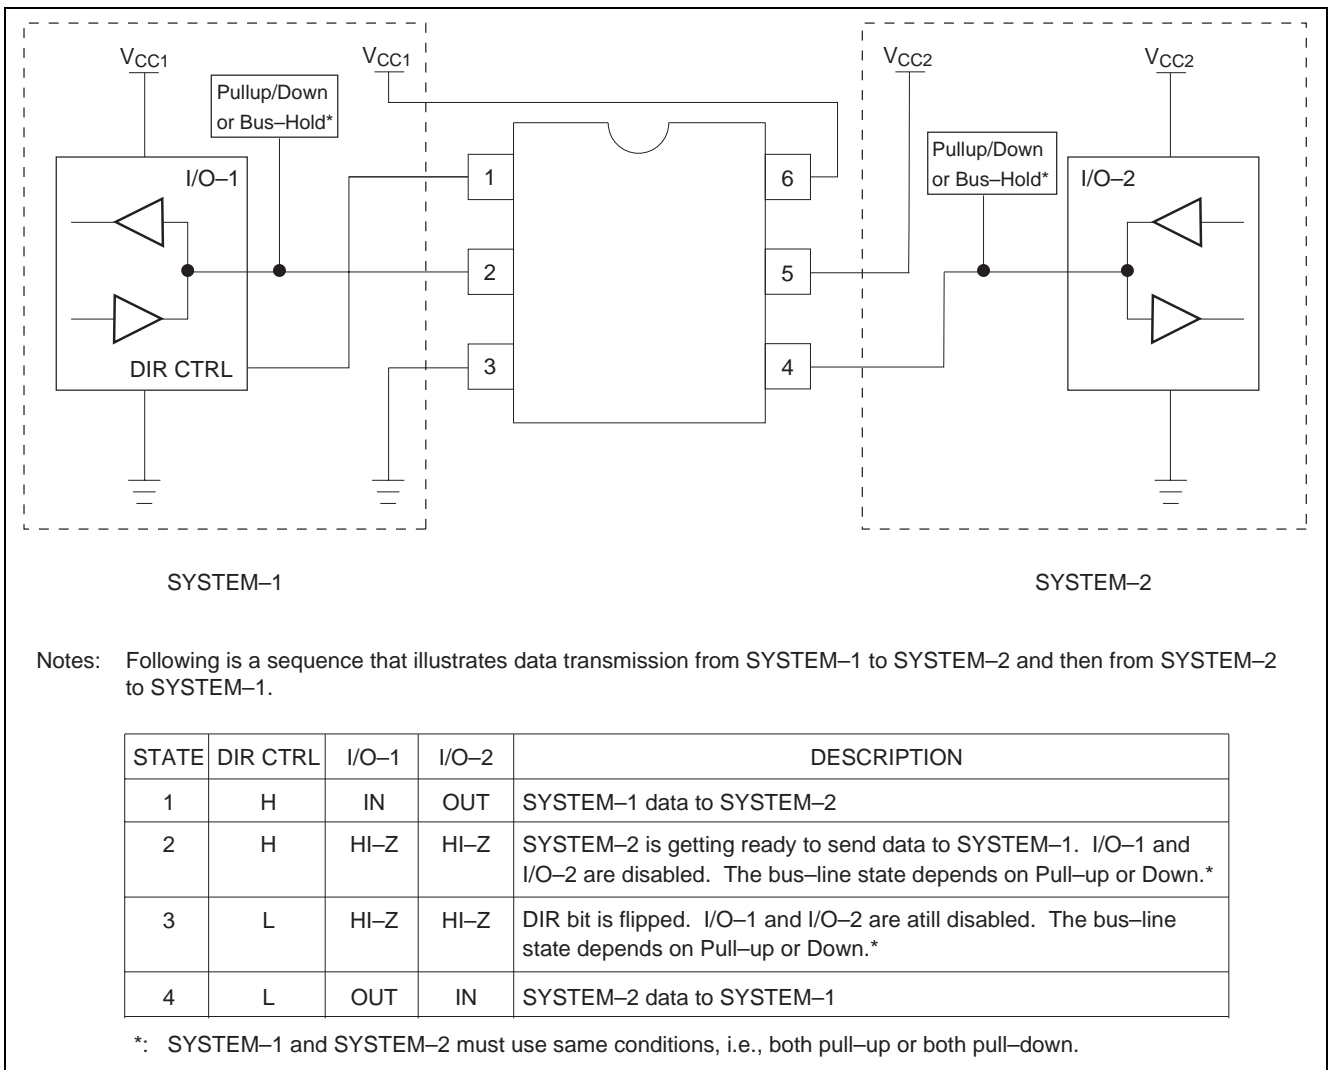 VCC1
VCC1
VCC2
VCC2
Pullup/Down
or Bus–Hold*
Pullup/Down
or Bus–Hold*
I/O–1
1
6
I/O–2
2
5
DIR CTRL
3
4
SYSTEM–1
SYSTEM–2
Notes: Following is a sequence that illustrates data transmission from SYSTEM–1 to SYSTEM–2 and then from SYSTEM–2
to SYSTEM–1.
STATE DIR CTRL I/O–1 I/O–2 DESCRIPTION
1 H IN OUT SYSTEM–1 data to SYSTEM–2
2 H HI–Z HI–Z SYSTEM–2 is getting ready to send data to SYSTEM–1. I/O–1 and
I/O–2 are disabled. The bus–line state depends on Pull–up or Down.*
3 L HI–Z HI–Z DIR bit is flipped. I/O–1 and I/O–2 are atill disabled. The bus–line
state depends on Pull–up or Down.*
4 L OUT IN SYSTEM–2 data to SYSTEM–1
*: SYSTEM–1 and SYSTEM–2 must use same conditions, i.e., both pull–up or both pull–down.